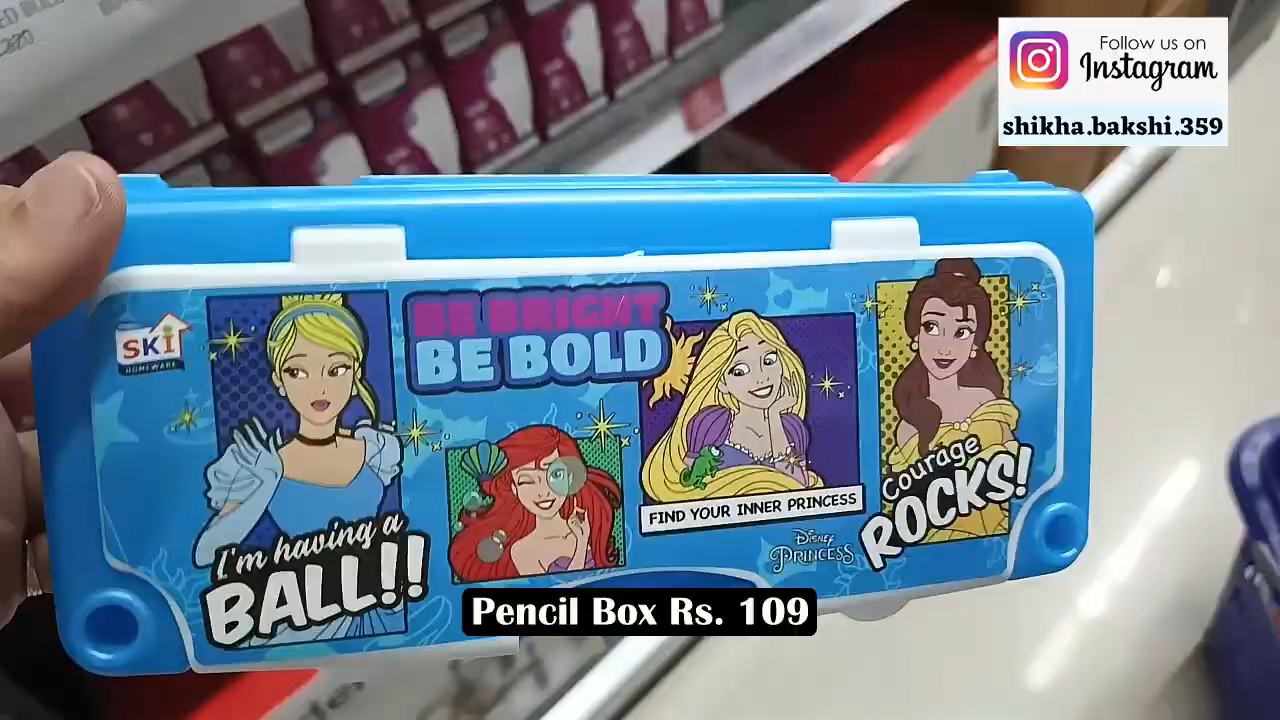 Follow us on
Instagram
shikha.bakshi.359
SKI
HOMEWARE
BE BRIGHT
BE BOLD
I'm having a
BALL!!
FIND YOUR INNER PRINCESS
Disney
PRINCESS
Courage
ROCKS!
Pencil Box Rs. 109